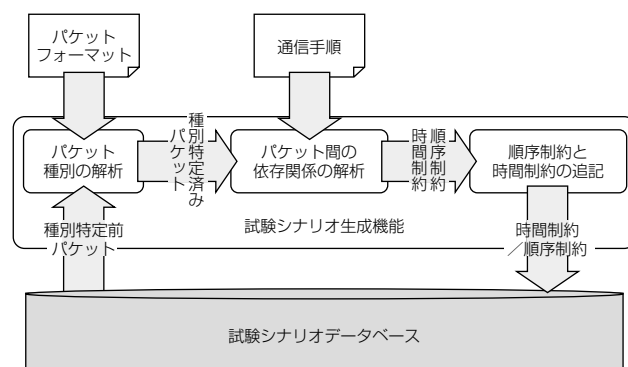 パケット
フォーマット
通信手順
パケット
種別の解析
種別特定済み
パケット
パケット間の
依存関係の解析
順序制約
時間制約
順序制約と
時間制約の追記
種別特定前
パケット
試験シナリオ生成機能
時間制約
／順序制約
試験シナリオデータベース